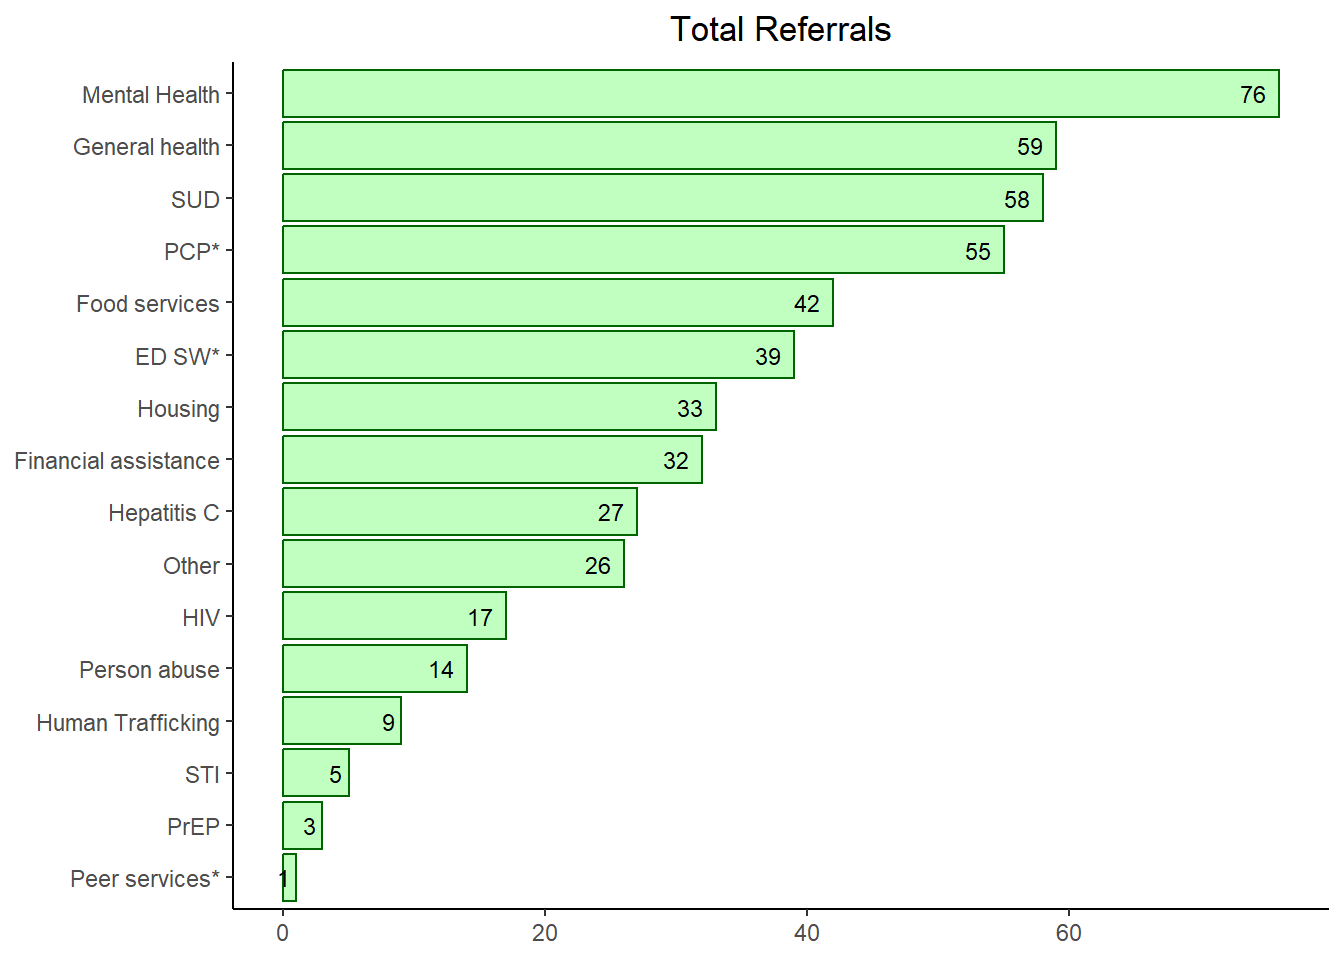 Total Referrals
Mental Health 76
General health 59
SUD 58
PCP* 55
Food services 42
ED SW* 39
Housing 33
Financial assistance 32
Hepatitis C 27
Other 26
HIV 17
Person abuse 14
Human Trafficking 9
STI 5
PrEP 3
Peer services* 1
0 20 40 60